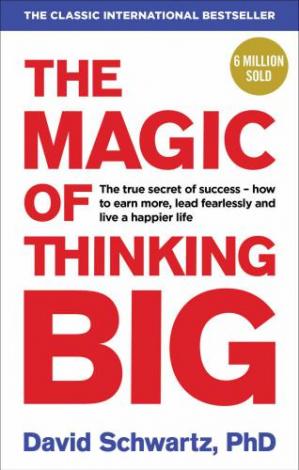 THE CLASSIC INTERNATIONAL BESTSELLER
6 MILLION
SOLD
THE
MAGIC
OF
The true secret of success – how
to earn more, lead fearlessly and
live a happier life
THINKING
BIG
David Schwartz, PhD